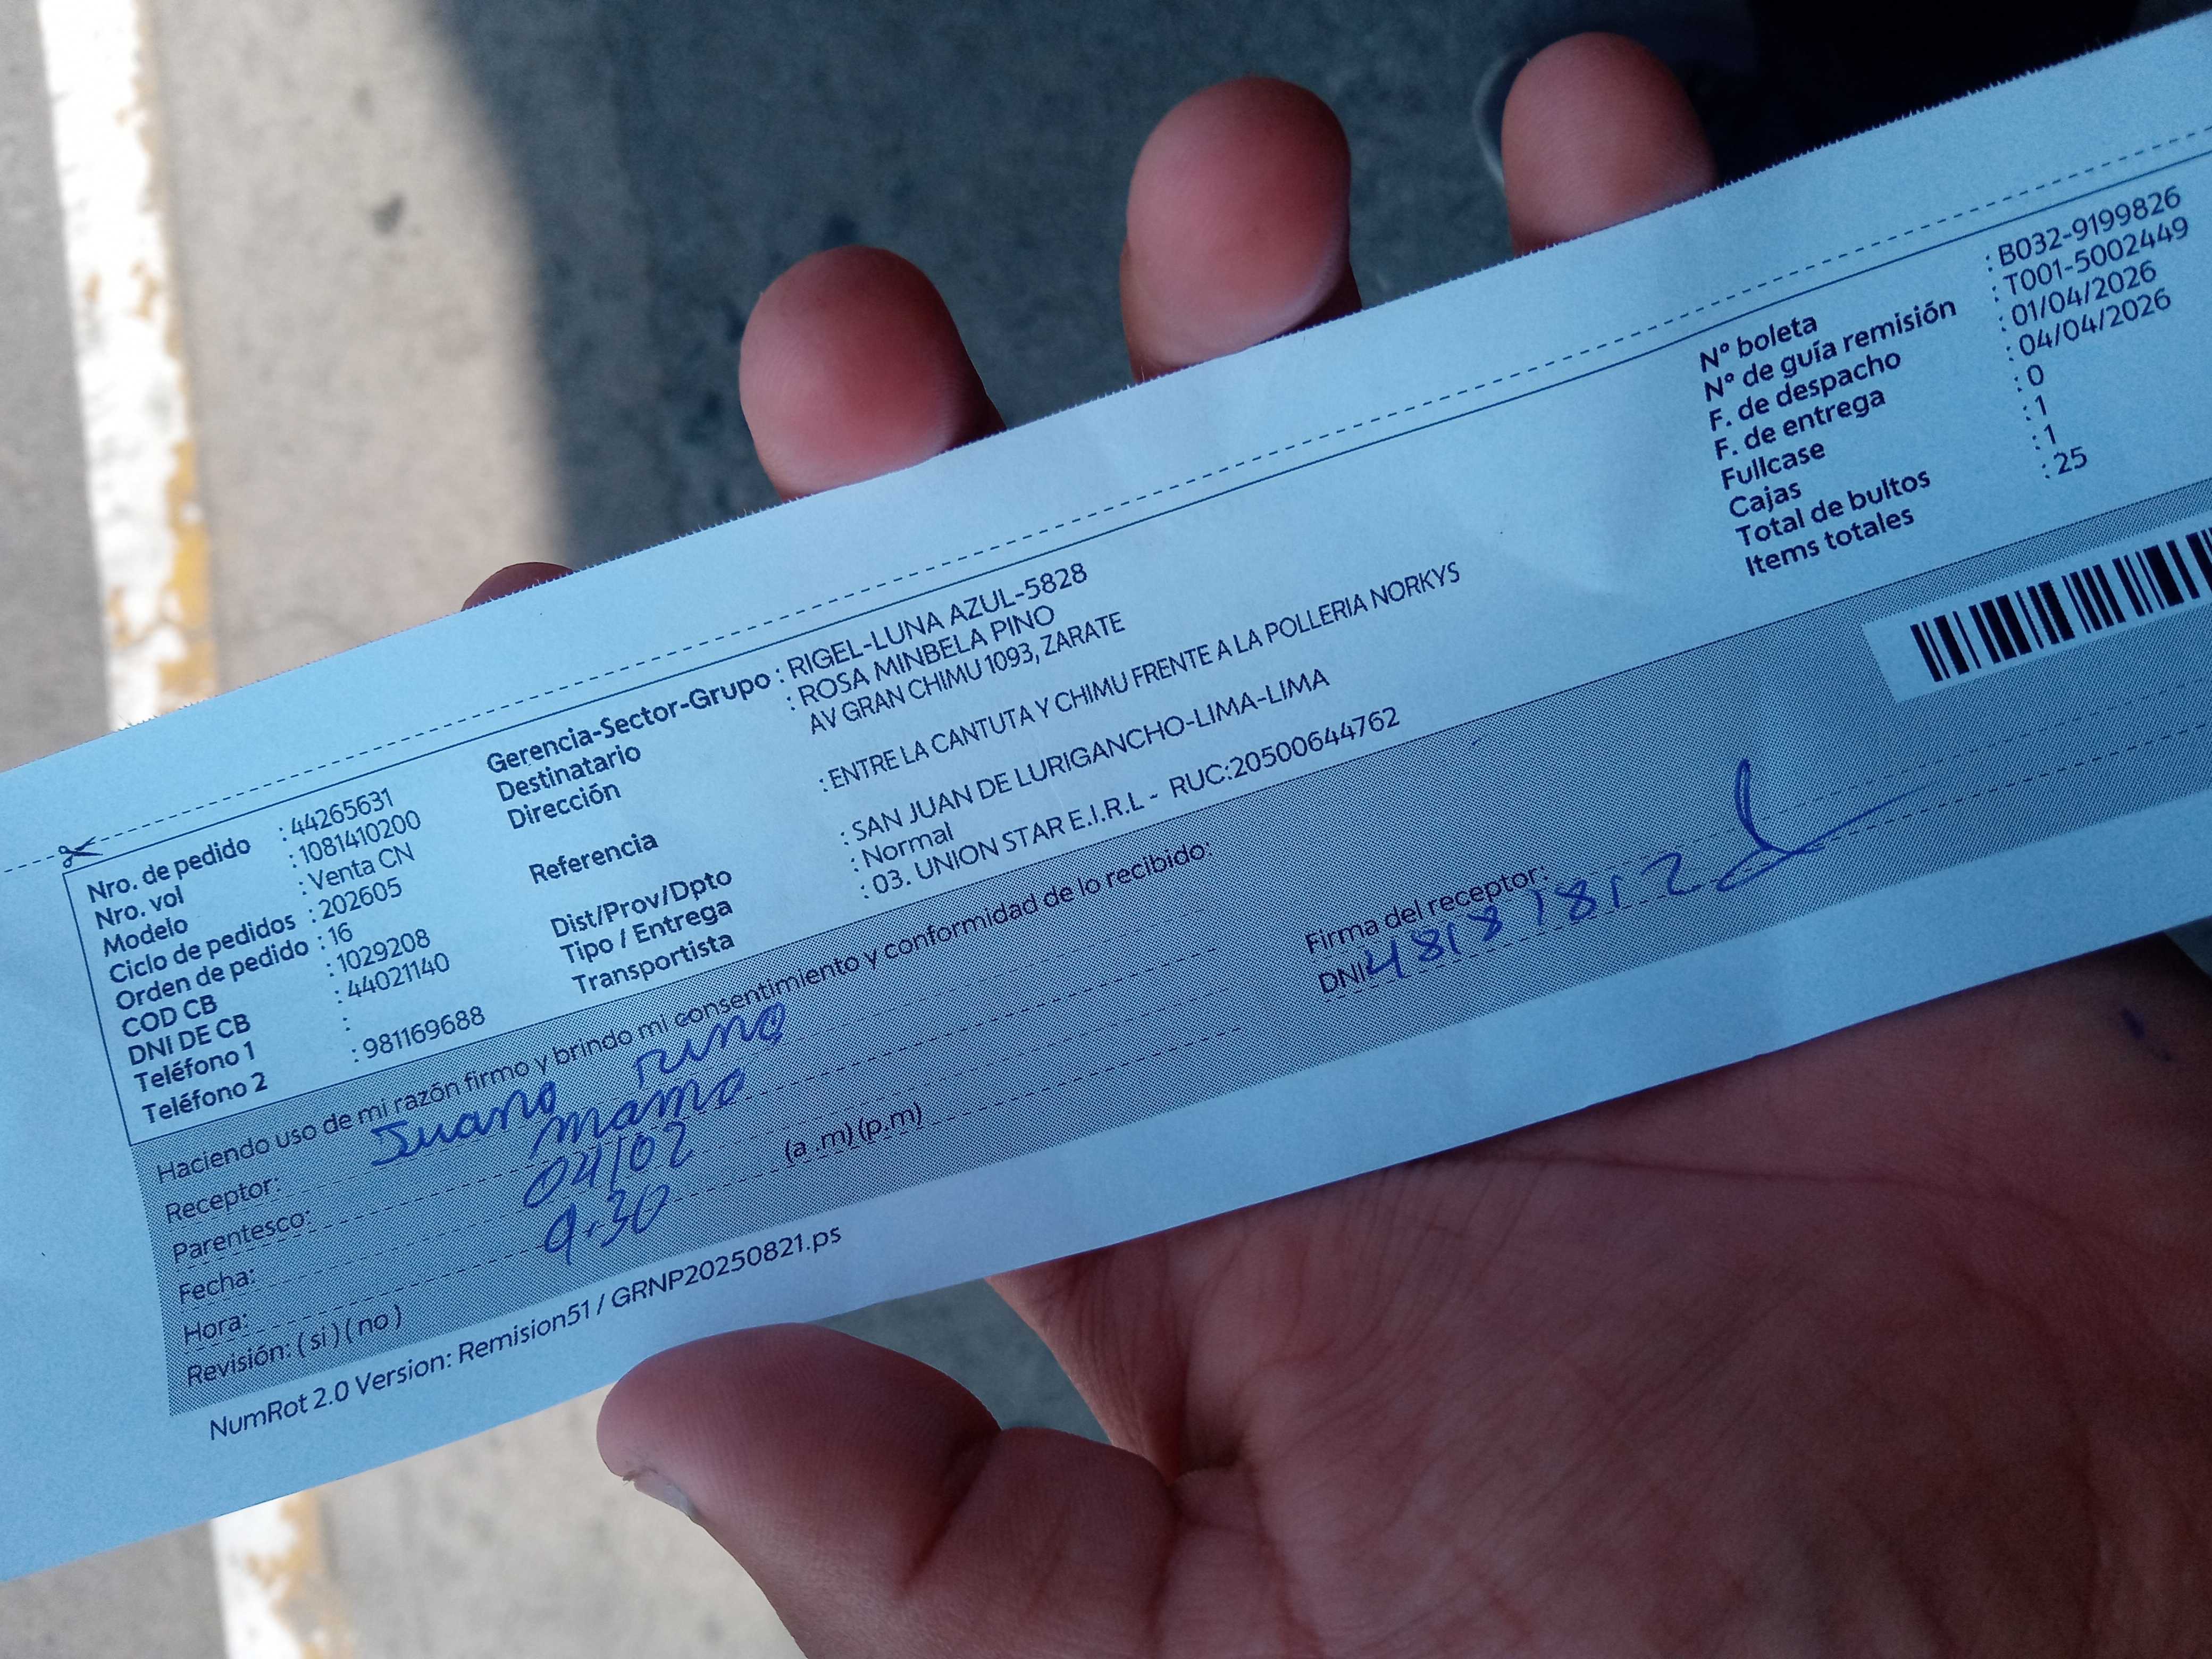 Nro. de pedido : 44265631
Nro. vol : 1081410200
Modelo : Venta CN
Ciclo de pedidos : 202605
Orden de pedido : 16
COD CB : 1029208
DNI DE CB : 44021140
Teléfono 1 :
Teléfono 2 : 981169688
Gerencia-Sector-Grupo : RIGEL-LUNA AZUL-5828
Destinatario : ROSA MINBELA PINO
Dirección AV GRAN CHIMU 1093, ZARATE
Referencia : ENTRE LA CANTUTA Y CHIMU FRENTE A LA POLLERIA NORKYS
Dist/Prov/Dpto : SAN JUAN DE LURIGANCHO-LIMA-LIMA
Tipo / Entrega : Normal
Transportista : 03. UNION STAR E.I.R.L - RUC:20500644762
N° boleta : B032-9199826
N° de guía remisión : T001-5002449
F. de despacho : 01/04/2026
F. de entrega : 04/04/2026
Fullcase : 0
Cajas : 1
Total de bultos : 1
Items totales : 25
Haciendo uso de mi razón firmo y brindo mi consentimiento y conformidad de lo recibido:
Receptor: Juana
Parentesco: mama
Fecha: 04/02
Hora: 9.30 (a .m) (p.m)
Revisión: ( si ) ( no )
Firma del receptor:
DNI
NumRot 2.0 Version: Remision51 / GRNP20250821.ps